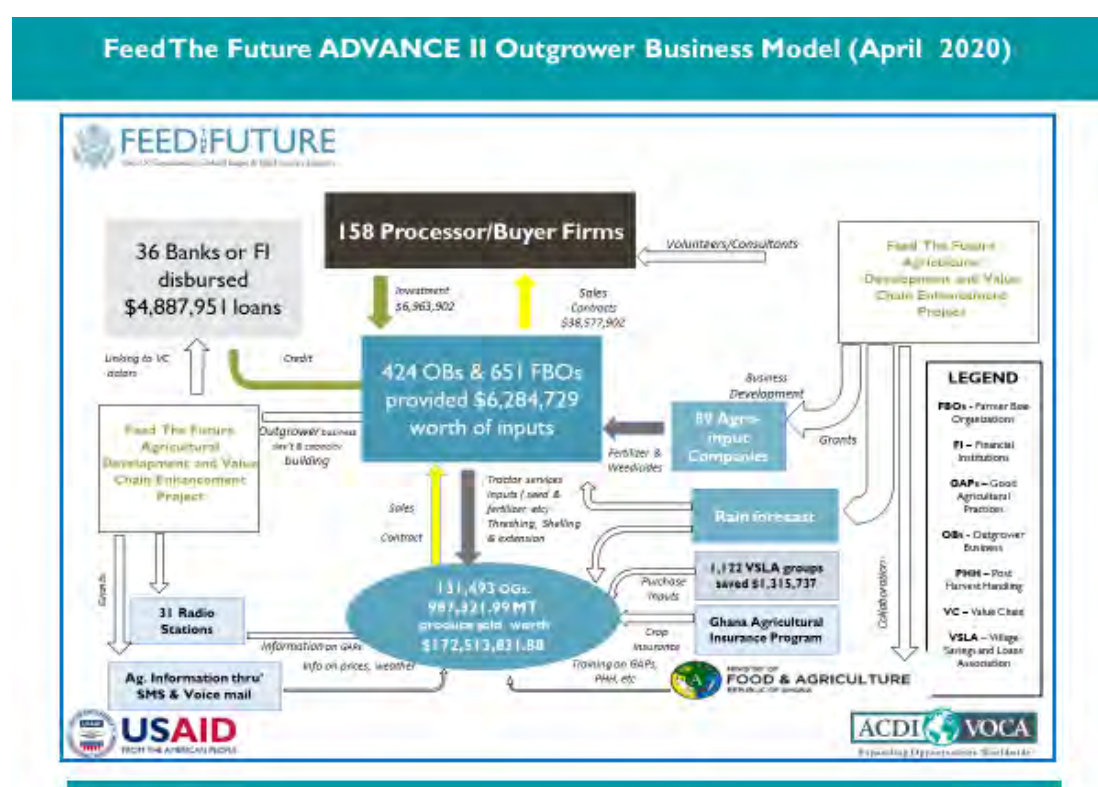 Feed The Future ADVANCE II Outgrower Business Model (April 2020)
FEED THE FUTURE
158 Processor/Buyer Firms
36 Banks or FI
disbursed
$4,887,951 loans
Volunteers/Consultants
Feed The Future
Agricultural
Development and Value
Chain Enhancement
Project
Investment
$6,963,902
Sales
Contracts
$38,577,902
Linking to VC
actors
Credit
424 OBs & 651 FBOs
provided $6,284,729
worth of inputs
Business
Development
89 Agro-
input
Companies
Grants
Fertilizer &
Weedicides
Feed The Future
Agricultural
Development and Value
Chain Enhancement
Project
Outgrower business
dev't & capacity
building
Sales
Contract
Tractor services
Inputs (seed &
fertilizer etc)
Threshing, Shelling
& extension
Rain forecast
1,122 VSLA groups
saved $1,315,737
Purchase
Inputs
Ghana Agricultural
Insurance Program
Crop
Insurance
131,493 OGs
MT
produce sold worth
$172,513,831.88
Grants
31 Radio
Stations
Information on GAPs
Info on prices, weather
Ag. Information thru'
SMS & Voice mail
Training on GAPs,
PHH, etc
MINISTRY OF
FOOD & AGRICULTURE
REPUBLIC OF GHANA
Collaboration
LEGEND
FBOs - Farmer Base
Organizations
FI – Financial
Institutions
GAPs – Good
Agricultural
Practices
OBs - Outgrower
Business
PHH – Post
Harvest Handling
VC – Value Chain
VSLA – Village
Savings and Loans
Association
USAID
FROM THE AMERICAN PEOPLE
ACDI VOCA
Expanding Opportunities Worldwide